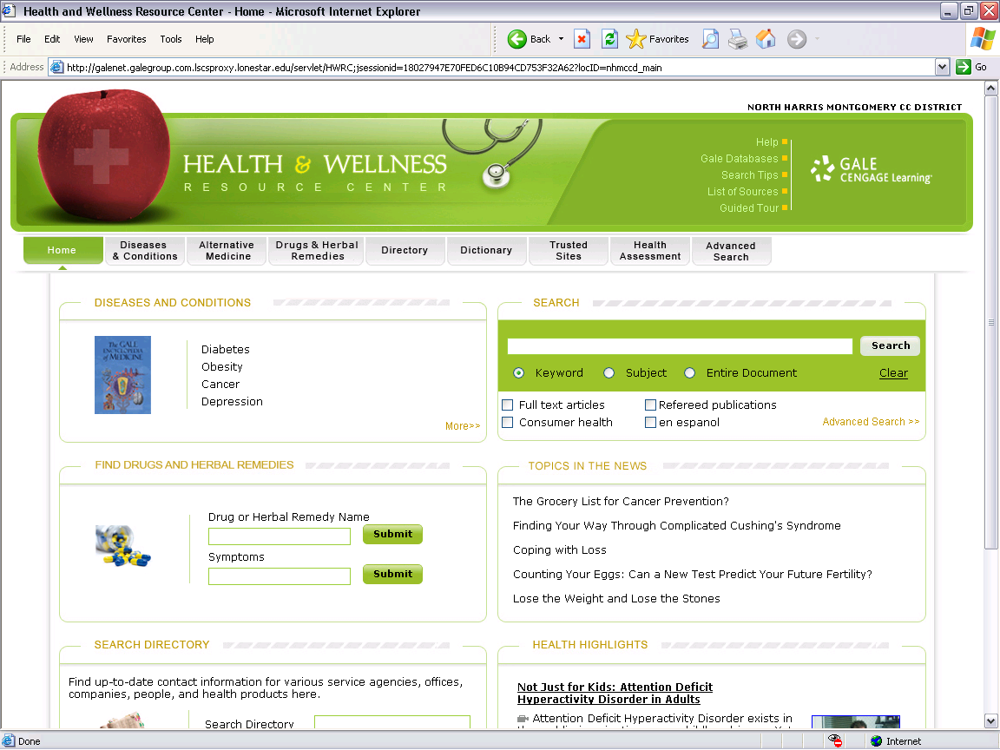 Health and Wellness Resource Center - Home - Microsoft Internet Explorer
File Edit View Favorites Tools Help
Back Favorites
Address http://galenet.galegroup.com.lscsproxy.lonestar.edu/servlet/HWRC;jsessionid=18027947E70FED6C10B94CD753F32A62?locID=nhmccd_main Go
NORTH HARRIS MONTGOMERY CC DISTRICT
HEALTH & WELLNESS
RESOURCE CENTER
Help
Gale Databases
Search Tips
List of Sources
Guided Tour
GALE
CENGAGE Learning
Home
Diseases
& Conditions
Alternative
Medicine
Drugs & Herbal
Remedies
Directory
Dictionary
Trusted
Sites
Health
Assessment
Advanced
Search
DISEASES AND CONDITIONS
The GALE
ENCYCLOPEDIA
of MEDICINE
Diabetes
Obesity
Cancer
Depression
More>>
SEARCH
Search
Keyword Subject Entire Document Clear
Full text articles Refereed publications
Consumer health en espanol Advanced Search >>
FIND DRUGS AND HERBAL REMEDIES
Drug or Herbal Remedy Name
Submit
Symptoms
Submit
TOPICS IN THE NEWS
The Grocery List for Cancer Prevention?
Finding Your Way Through Complicated Cushing's Syndrome
Coping with Loss
Counting Your Eggs: Can a New Test Predict Your Future Fertility?
Lose the Weight and Lose the Stones
SEARCH DIRECTORY
Find up-to-date contact information for various service agencies, offices,
companies, people, and health products here.
Search Directory
HEALTH HIGHLIGHTS
Not Just for Kids: Attention Deficit
Hyperactivity Disorder in Adults
Attention Deficit Hyperactivity Disorder exists in
Done Internet